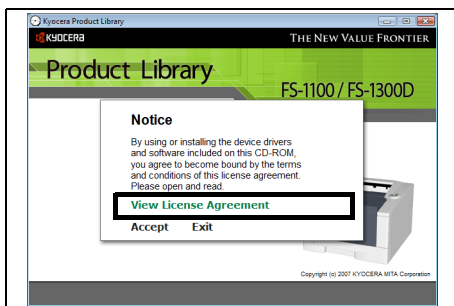 Kyocera Product Library
KYOCERA
THE NEW VALUE FRONTIER
Product Library
FS-1100 / FS-1300D
Notice
By using or installing the device drivers
and software included on this CD-ROM,
you agree to become bound by the terms
and conditions of this license agreement.
Please open and read.
View License Agreement
Accept Exit
Copyright (c) 2007 KYOCERA MITA Corporation